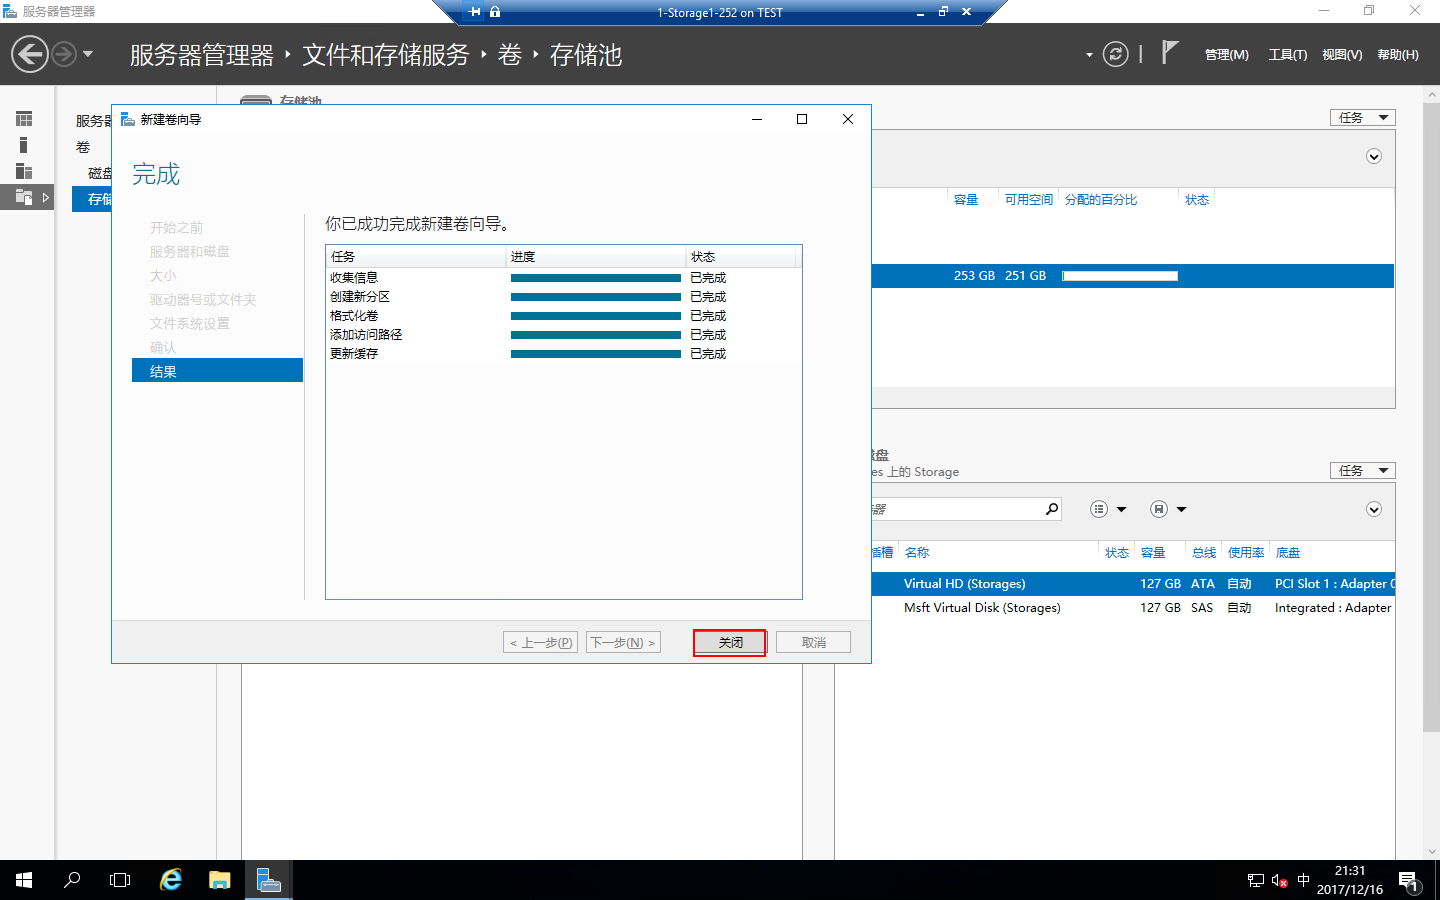 服务器管理器
1-Storage1-252 on TEST
服务器管理器 · 文件和存储服务 · 卷 · 存储池
管理(M) 工具(T) 视图(V) 帮助(H)
存储池
任务
服务器
卷
磁盘
存储
新建卷向导
完成
开始之前
服务器和磁盘
大小
驱动器号或文件夹
文件系统设置
确认
结果
你已成功完成新建卷向导。
任务 进度 状态
收集信息 已完成
创建新分区 已完成
格式化卷 已完成
添加访问路径 已完成
更新缓存 已完成
< 上一步(P) 下一步(N) > 关闭 取消
容量 可用空间 分配的百分比 状态
253 GB 251 GB
盘
es 上的 Storage
任务
器
插槽 名称 状态 容量 总线 使用率 底盘
Virtual HD (Storages) 127 GB ATA 自动 PCI Slot 1 : Adapter 0
Msft Virtual Disk (Storages) 127 GB SAS 自动 Integrated : Adapter
中
21:31
2017/12/16
1